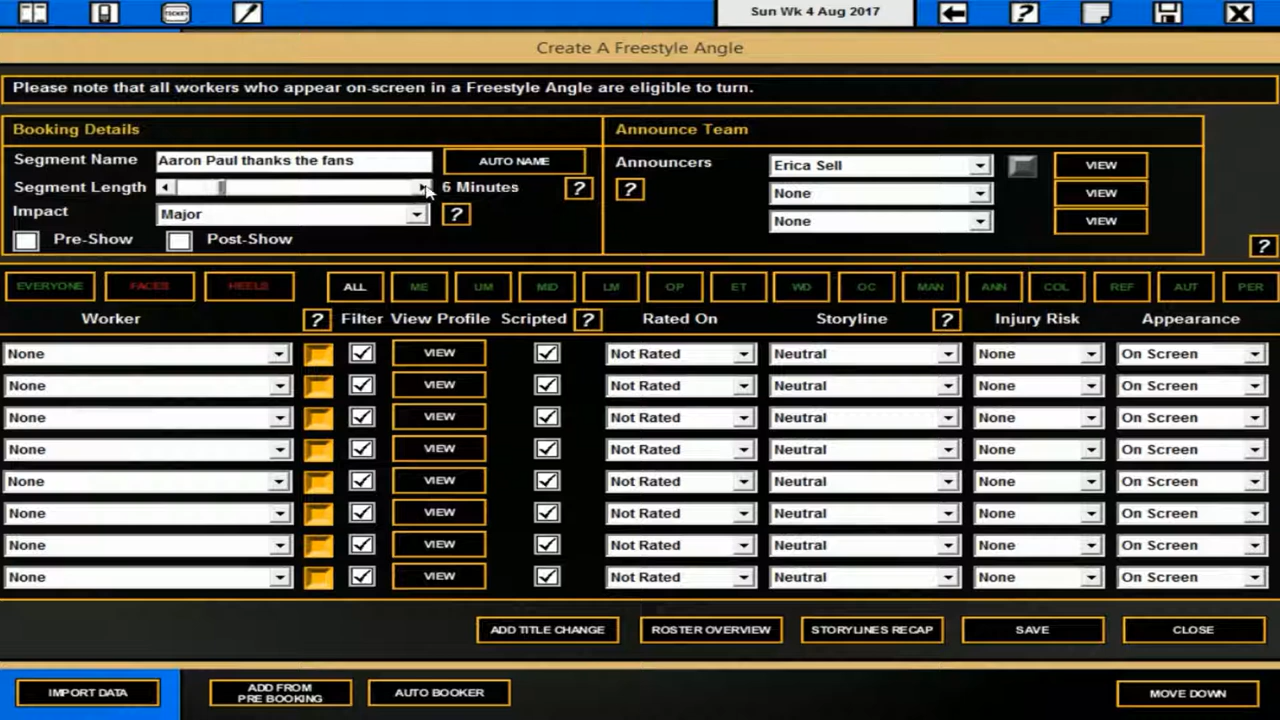 TICKET
Sun Wk 4 Aug 2017
?
Create A Freestyle Angle
Please note that all workers who appear on-screen in a Freestyle Angle are eligible to turn.
Booking Details
Announce Team
Segment Name Aaron Paul thanks the fans AUTO NAME
Announcers Erica Sell VIEW
Segment Length 6 Minutes ?
? None VIEW
Impact Major ?
None VIEW
Pre-Show Post-Show
?
EVERYONE FACES HEELS ALL ME UM MID LM OP ET WD OC MAN ANN COL REF AUT PER
Worker ? Filter View Profile Scripted ? Rated On Storyline ? Injury Risk Appearance
None VIEW Not Rated Neutral None On Screen
None VIEW Not Rated Neutral None On Screen
None VIEW Not Rated Neutral None On Screen
None VIEW Not Rated Neutral None On Screen
None VIEW Not Rated Neutral None On Screen
None VIEW Not Rated Neutral None On Screen
None VIEW Not Rated Neutral None On Screen
None VIEW Not Rated Neutral None On Screen
ADD TITLE CHANGE ROSTER OVERVIEW STORYLINES RECAP SAVE CLOSE
IMPORT DATA
ADD FROM
PRE BOOKING
AUTO BOOKER
MOVE DOWN